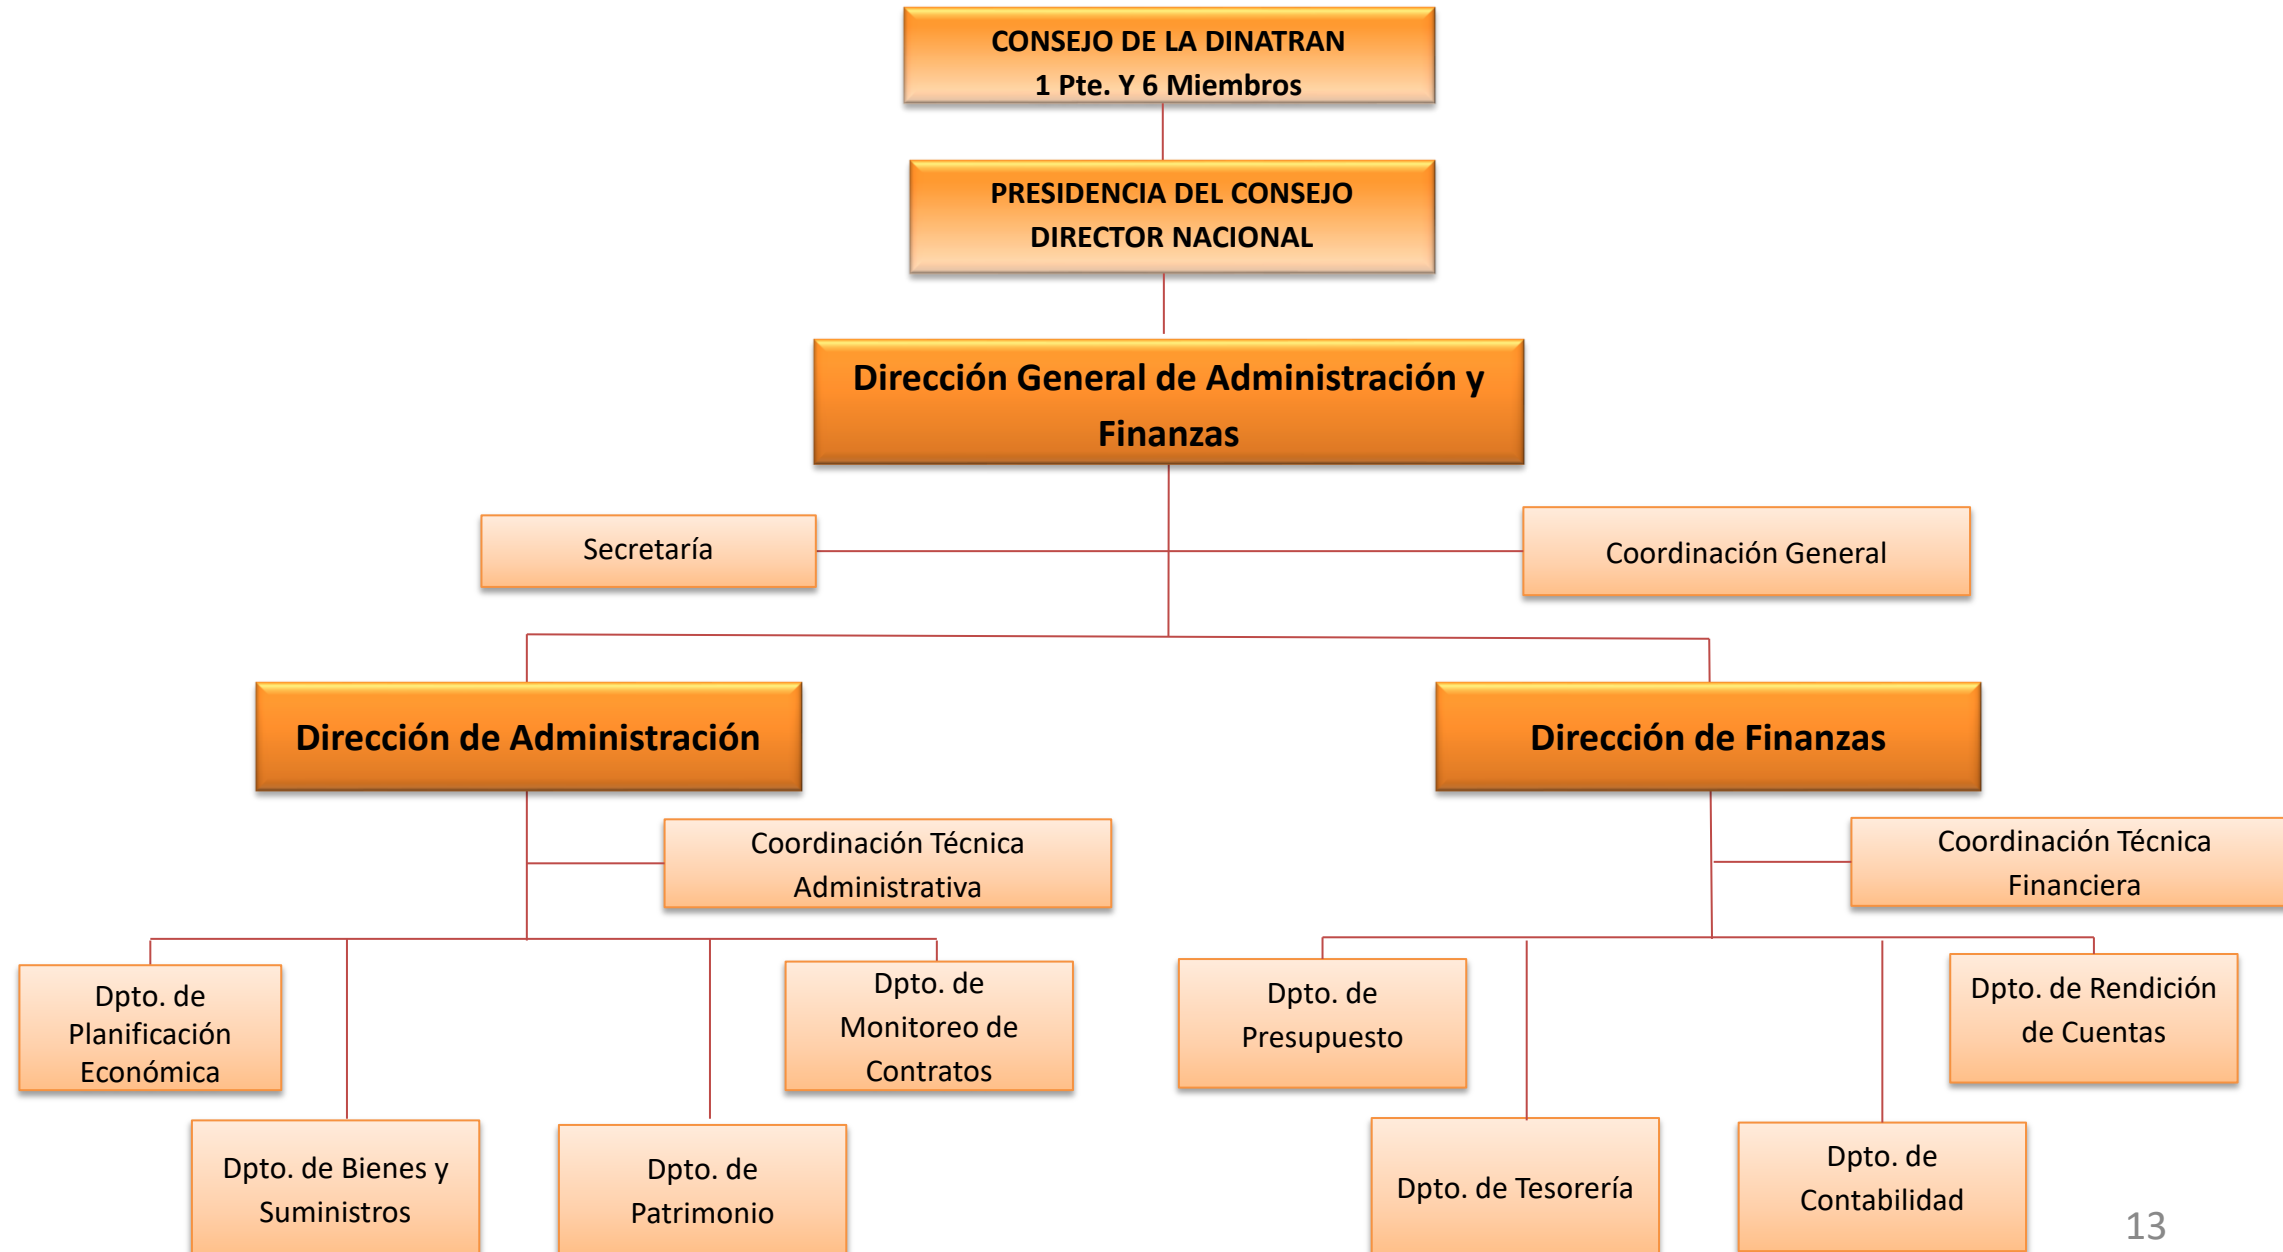 CONSEJO DE LA DINATRAN
1 Pte. Y 6 Miembros
PRESIDENCIA DEL CONSEJO
DIRECTOR NACIONAL
Dirección General de Administración y
Finanzas
Secretaría
Coordinación General
Dirección de Administración
Dirección de Finanzas
Coordinación Técnica
Administrativa
Coordinación Técnica
Financiera
Dpto. de
Planificación
Económica
Dpto. de
Monitoreo de
Contratos
Dpto. de
Presupuesto
Dpto. de Rendición
de Cuentas
Dpto. de Bienes y
Suministros
Dpto. de
Patrimonio
Dpto. de Tesorería
Dpto. de
Contabilidad
13